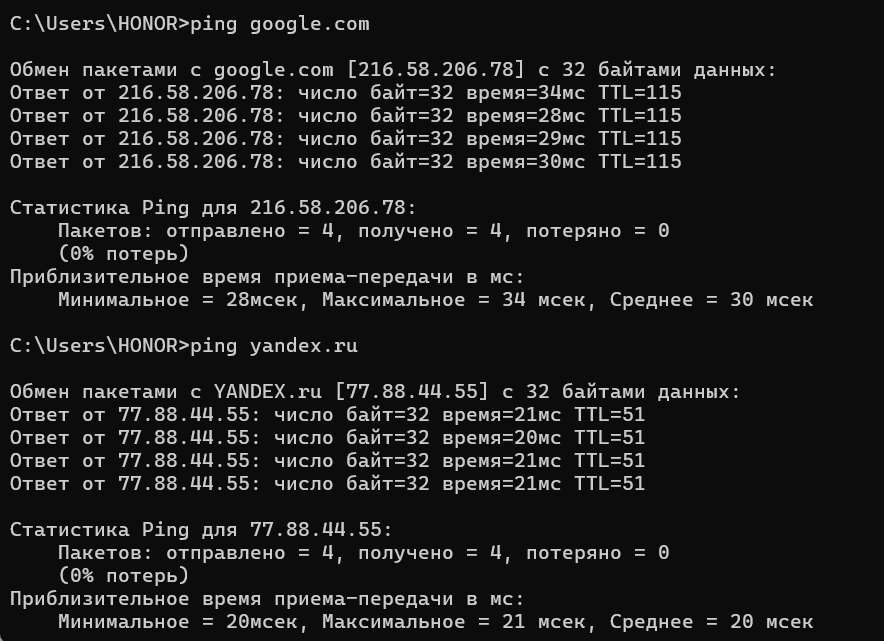 C:\Users\HONOR>ping google.com
Обмен пакетами с google.com [216.58.206.78] с 32 байтами данных:
Ответ от 216.58.206.78: число байт=32 время=34мс TTL=115
Ответ от 216.58.206.78: число байт=32 время=28мс TTL=115
Ответ от 216.58.206.78: число байт=32 время=29мс TTL=115
Ответ от 216.58.206.78: число байт=32 время=30мс TTL=115
Статистика Ping для 216.58.206.78:
Пакетов: отправлено = 4, получено = 4, потеряно = 0
(0% потерь)
Приблизительное время приема-передачи в мс:
Минимальное = 28мсек, Максимальное = 34 мсек, Среднее = 30 мсек
C:\Users\HONOR>ping yandex.ru
Обмен пакетами с YANDEX.ru [77.88.44.55] с 32 байтами данных:
Ответ от 77.88.44.55: число байт=32 время=21мс TTL=51
Ответ от 77.88.44.55: число байт=32 время=20мс TTL=51
Ответ от 77.88.44.55: число байт=32 время=21мс TTL=51
Ответ от 77.88.44.55: число байт=32 время=21мс TTL=51
Статистика Ping для 77.88.44.55:
Пакетов: отправлено = 4, получено = 4, потеряно = 0
(0% потерь)
Приблизительное время приема-передачи в мс:
Минимальное = 20мсек, Максимальное = 21 мсек, Среднее = 20 мсек